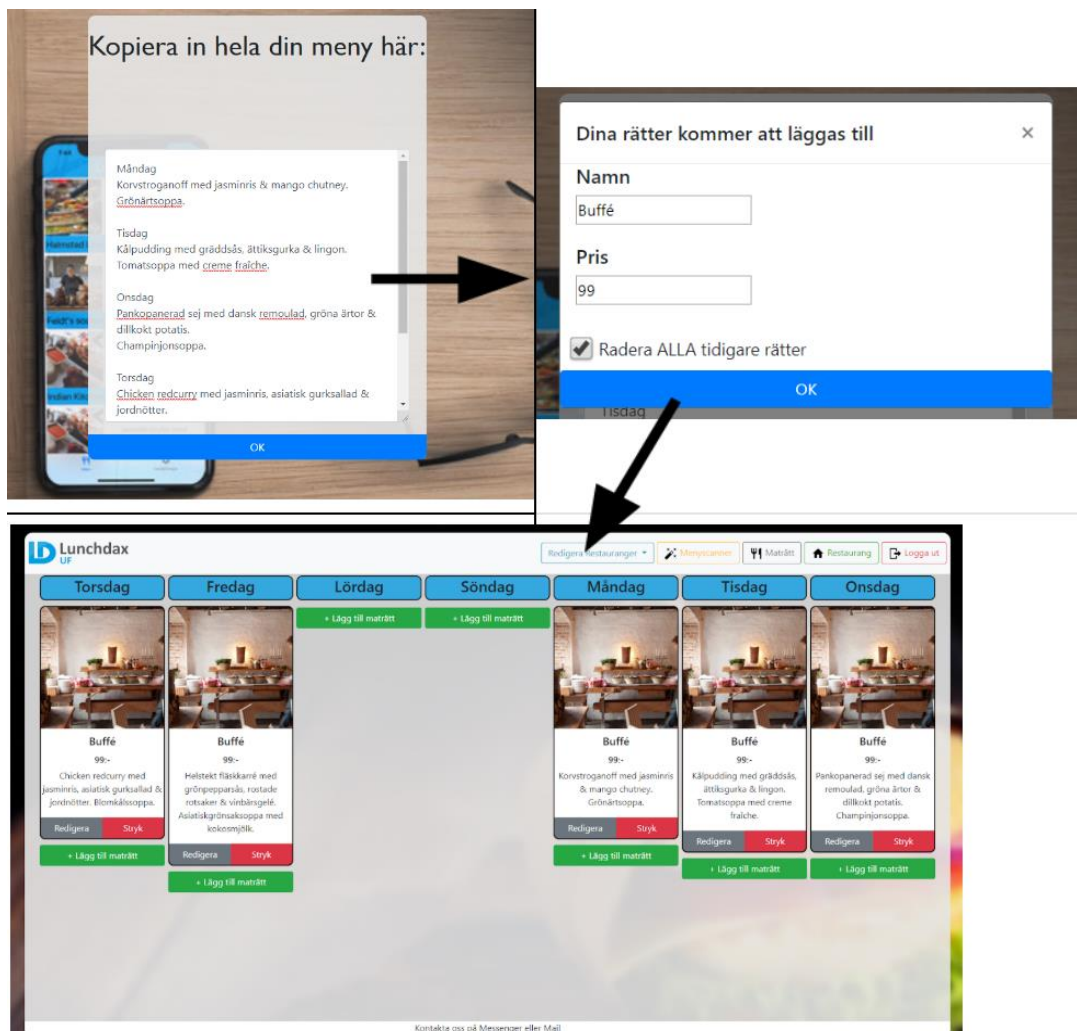 Kopiera in hela din meny här:
Måndag
Korvstroganoff med jasminris & mango chutney.
Grönärtsoppa.
Tisdag
Kålpudding med gräddsås, ättiksgurka & lingon.
Tomatsoppa med creme fraîche.
Onsdag
Pankopanerad sej med dansk remoulad, gröna ärtor &
dillkokt potatis.
Champinjonsoppa.
Torsdag
Chicken redcurry med jasminris, asiatisk gurksallad &
jordnötter.
OK
Dina rätter kommer att läggas till ×
Namn
Buffé
Pris
99
Radera ALLA tidigare rätter
OK
Tisdag
LD Lunchdax
UF
Redigera Restauranger
Menyscanner
Maträtt
Restaurang
Logga ut
Torsdag
Buffé
99:-
Chicken redcurry med
jasminris, asiatisk gurksallad &
jordnötter. Blomkålssoppa.
Redigera Stryk
+ Lägg till maträtt
Fredag
Buffé
99:-
Helstekt fläskkarré med
grönpepparsås, rostade
rotsaker & vinbärsgelé.
Asiatiskgrönsaksoppa med
kokosmjölk.
Redigera Stryk
+ Lägg till maträtt
Lördag
+ Lägg till maträtt
Söndag
+ Lägg till maträtt
Måndag
Buffé
99:-
Korvstroganoff med jasminris
& mango chutney.
Grönärtsoppa.
Redigera Stryk
+ Lägg till maträtt
Tisdag
Buffé
99:-
Kålpudding med gräddsås,
ättiksgurka & lingon.
Tomatsoppa med creme
fraîche.
Redigera Stryk
+ Lägg till maträtt
Onsdag
Buffé
99:-
Pankopanerad sej med dansk
remoulad, gröna ärtor &
dillkokt potatis.
Champinjonsoppa.
Redigera Stryk
+ Lägg till maträtt
Kontakta oss på Messenger eller Mail